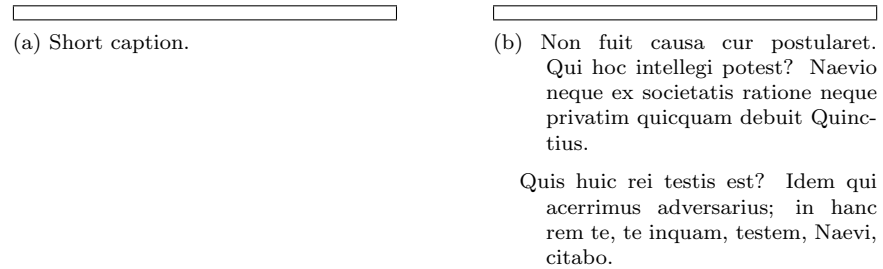 (a) Short caption.
(b) Non fuit causa cur postularet.
Qui hoc intellegi potest? Naevio
neque ex societatis ratione neque
privatim quicquam debuit Quinc-
tius.
Quis huic rei testis est? Idem qui
acerrimus adversarius; in hanc
rem te, te inquam, testem, Naevi,
citabo.